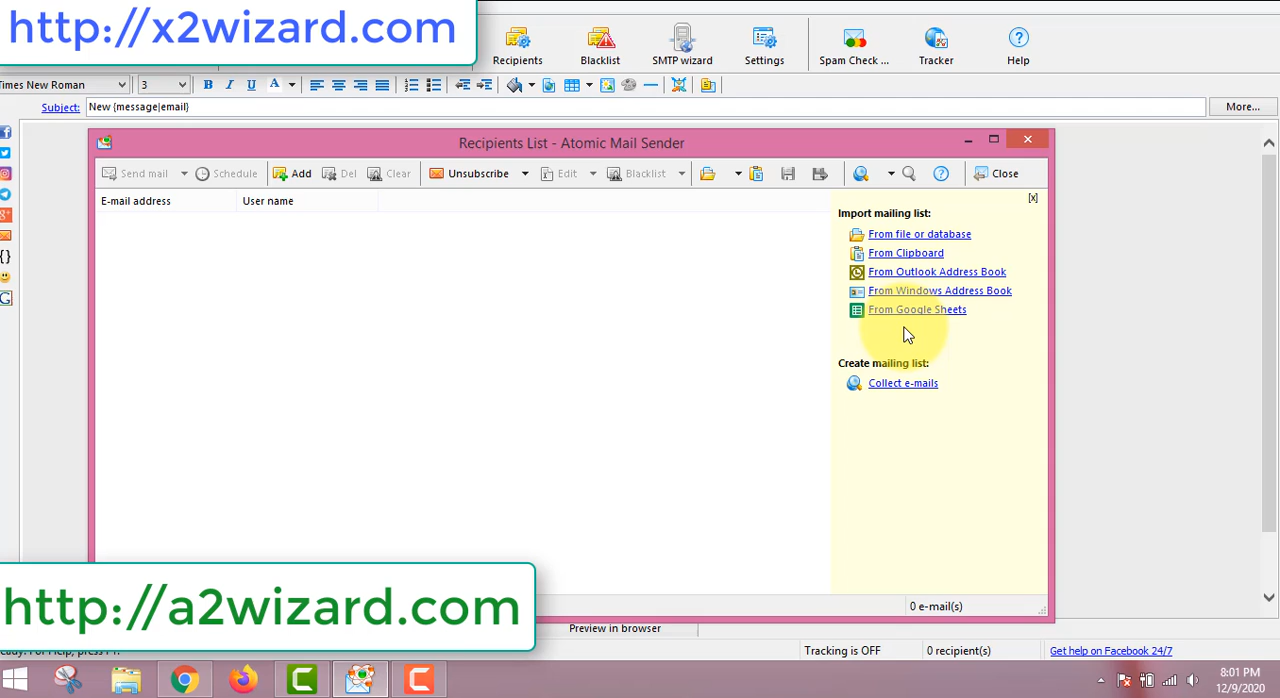 http://x2wizard.com
Recipients
Blacklist
SMTP wizard
Settings
Spam Check ...
Tracker
Help
Times New Roman
3
B I U A
Subject: New {message|email} More...
Recipients List - Atomic Mail Sender
Send mail Schedule Add Del Clear Unsubscribe Edit Blacklist Close
E-mail address User name
[x]
Import mailing list:
From file or database
From Clipboard
From Outlook Address Book
From Windows Address Book
From Google Sheets
Create mailing list:
Collect e-mails
http://a2wizard.com
0 e-mail(s)
Preview in browser
Tracking is OFF 0 recipient(s) Get help on Facebook 24/7
8:01 PM
12/9/2020